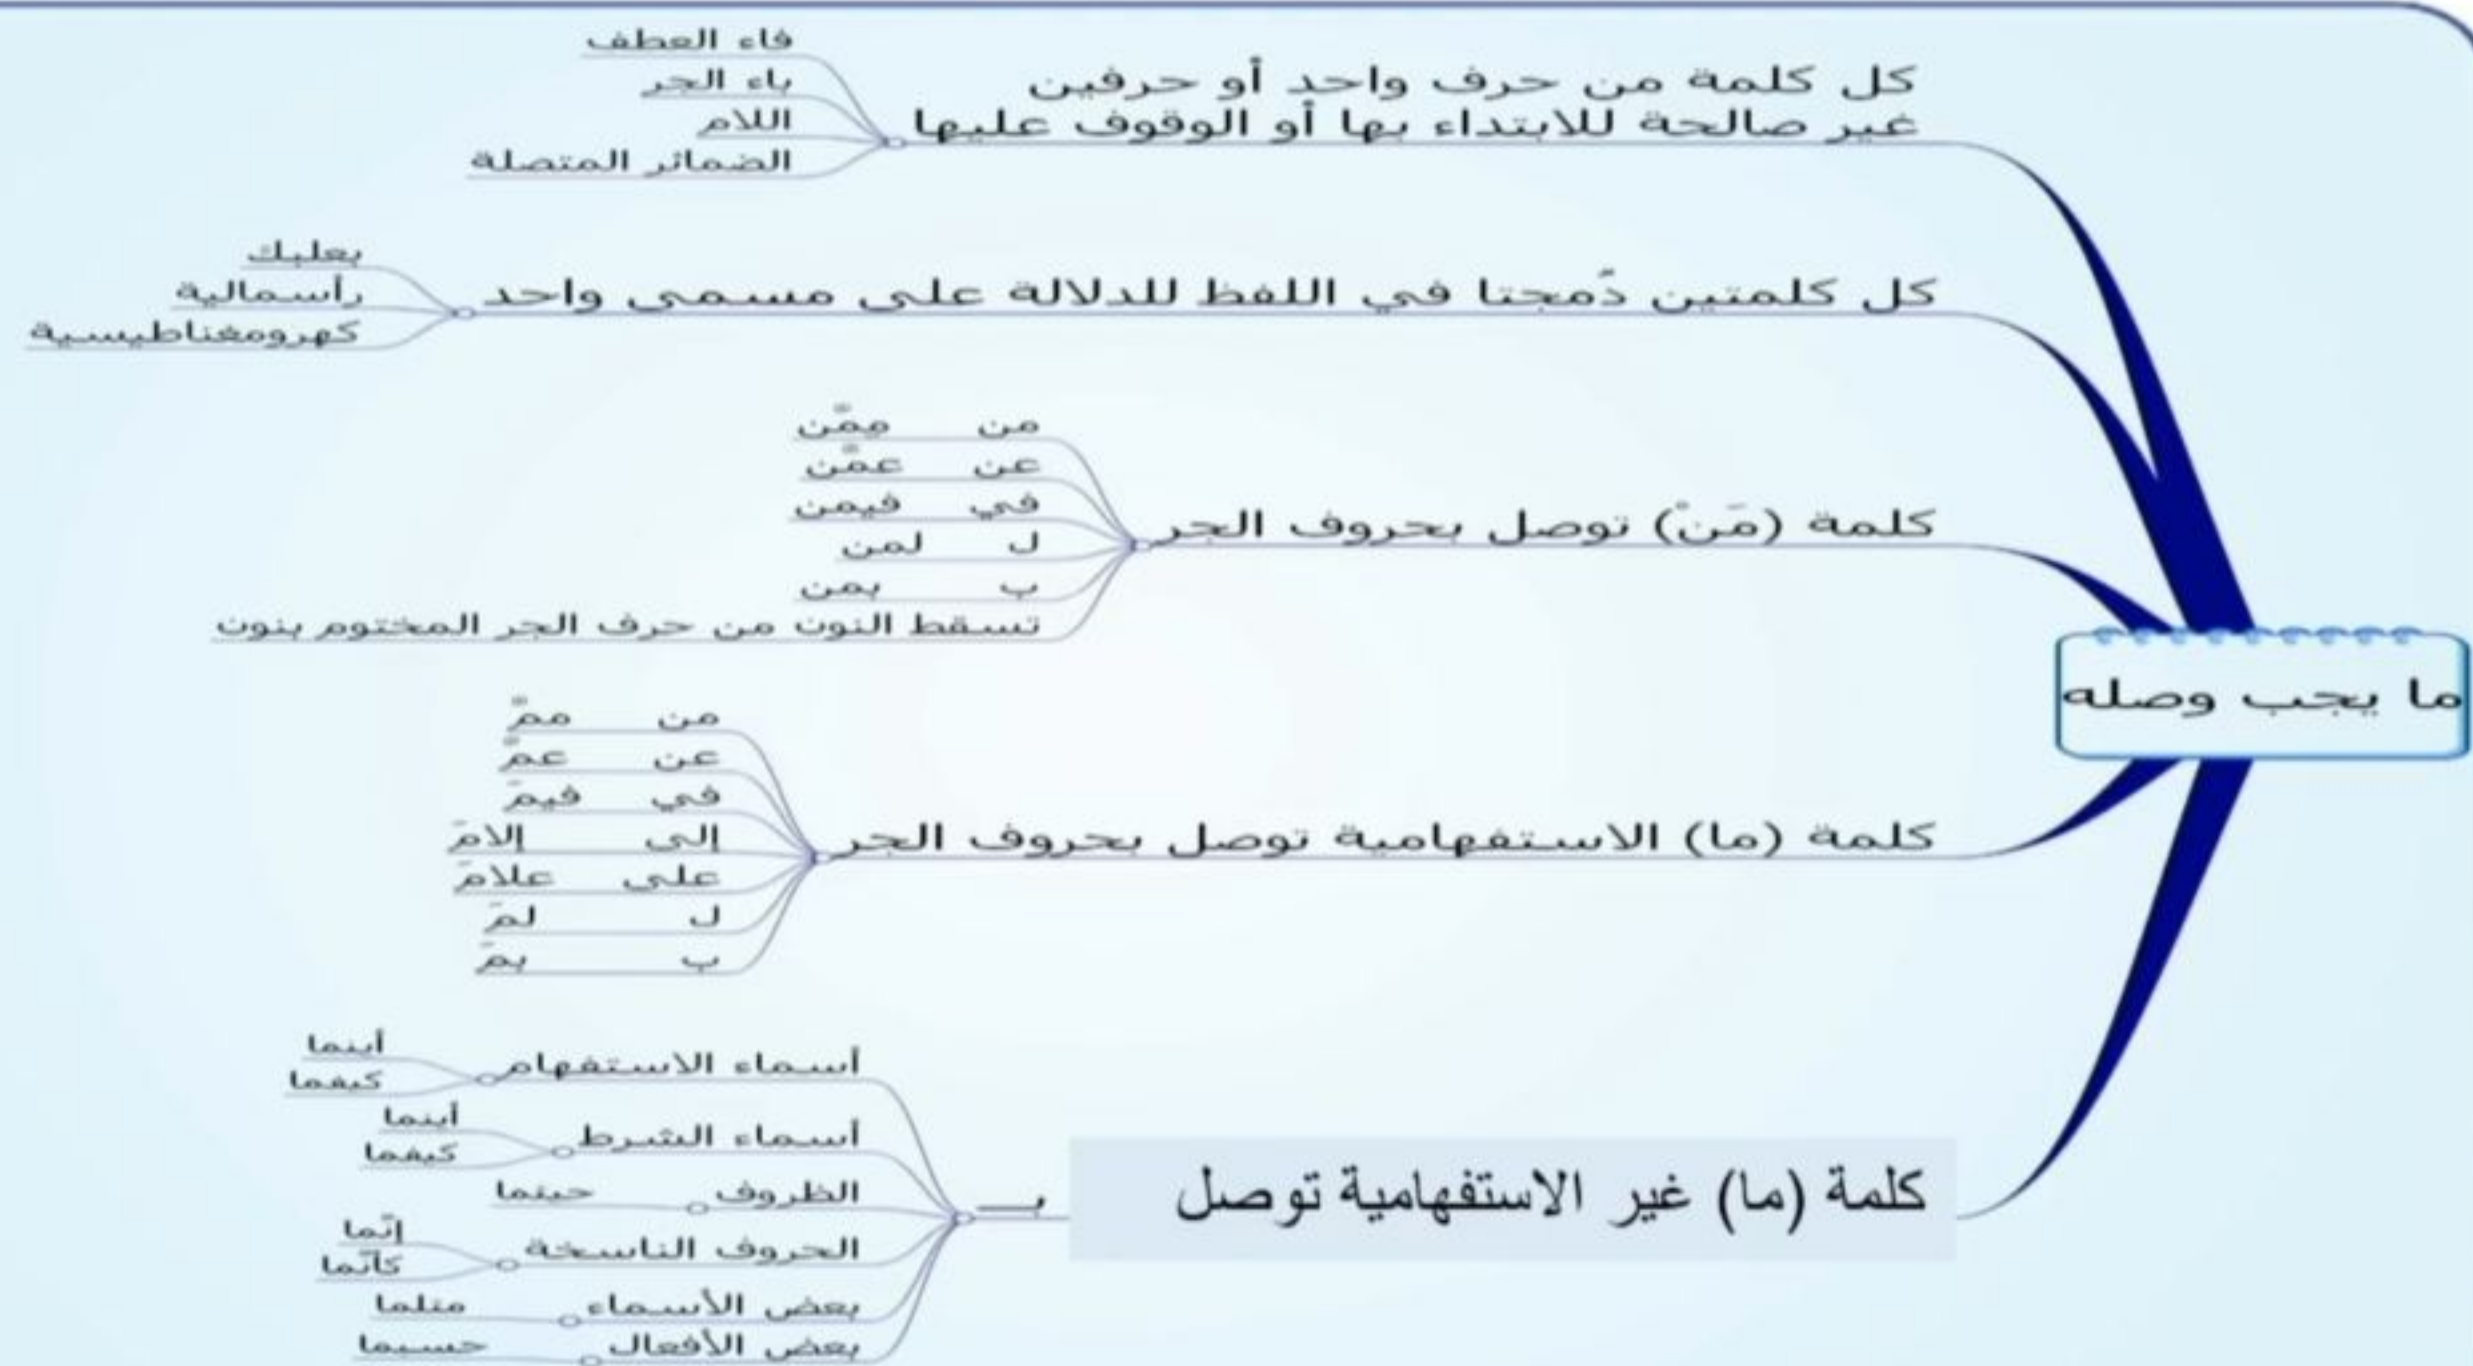 ما يجب وصله
كل كلمة من حرف واحد أو حرفين
غير صالحة للابتداء بها أو الوقوف عليها
فاء العطف
باء الجر
اللام
الضمائر المتصلة
كل كلمتين دُمجتا في اللفظ للدلالة على مسمى واحد
بعلبك
رأسمالية
كهرومغناطيسية
كلمة (مَنْ) توصل بحروف الجر
من ممّن
عن عمّن
في فيمن
ل لمن
ب بمن
تسقط النون من حرف الجر المختوم بنون
كلمة (ما) الاستفهامية توصل بحروف الجر
من ممّ
عن عمّ
في فيمَ
إلى إلامَ
على علامَ
ل لمَ
ب بمَ
كلمة (ما) غير الاستفهامية توصل
بـــ
أسماء الاستفهام
أينما
كيفما
أسماء الشرط
أينما
كيفما
الظروف
حينما
الحروف الناسخة
إنّما
كأنّما
بعض الأسماء
مثلما
بعض الأفعال
حسبما